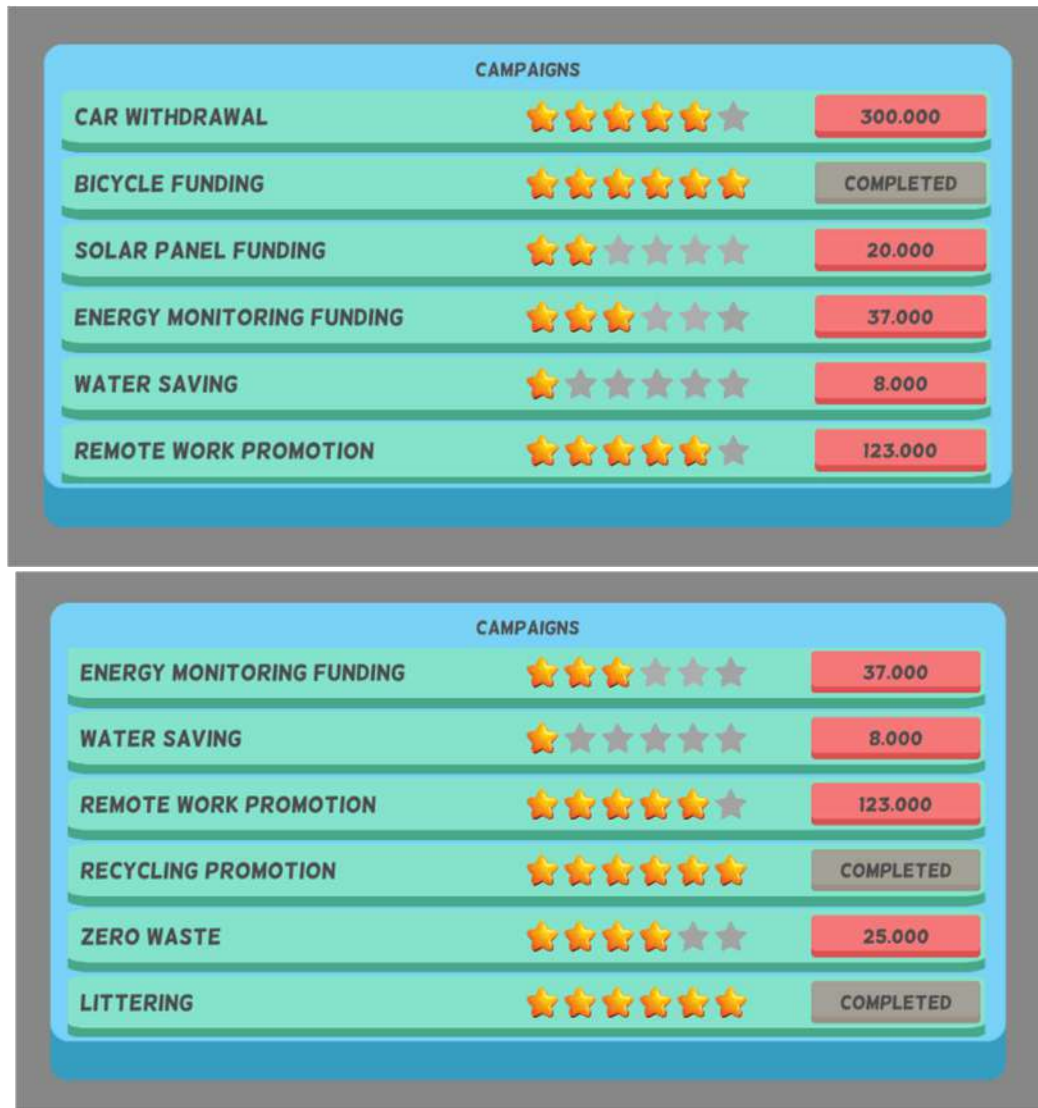 CAMPAIGNS
CAR WITHDRAWAL 300.000
BICYCLE FUNDING COMPLETED
SOLAR PANEL FUNDING 20.000
ENERGY MONITORING FUNDING 37.000
WATER SAVING 8.000
REMOTE WORK PROMOTION 123.000
CAMPAIGNS
ENERGY MONITORING FUNDING 37.000
WATER SAVING 8.000
REMOTE WORK PROMOTION 123.000
RECYCLING PROMOTION COMPLETED
ZERO WASTE 25.000
LITTERING COMPLETED